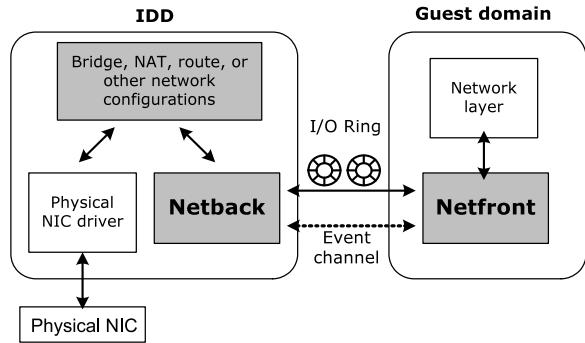 IDD
Guest domain
Bridge, NAT, route, or
other network
configurations
Network
layer
I/O Ring
Physical
NIC driver
Netback
Netfront
Event
channel
Physical NIC